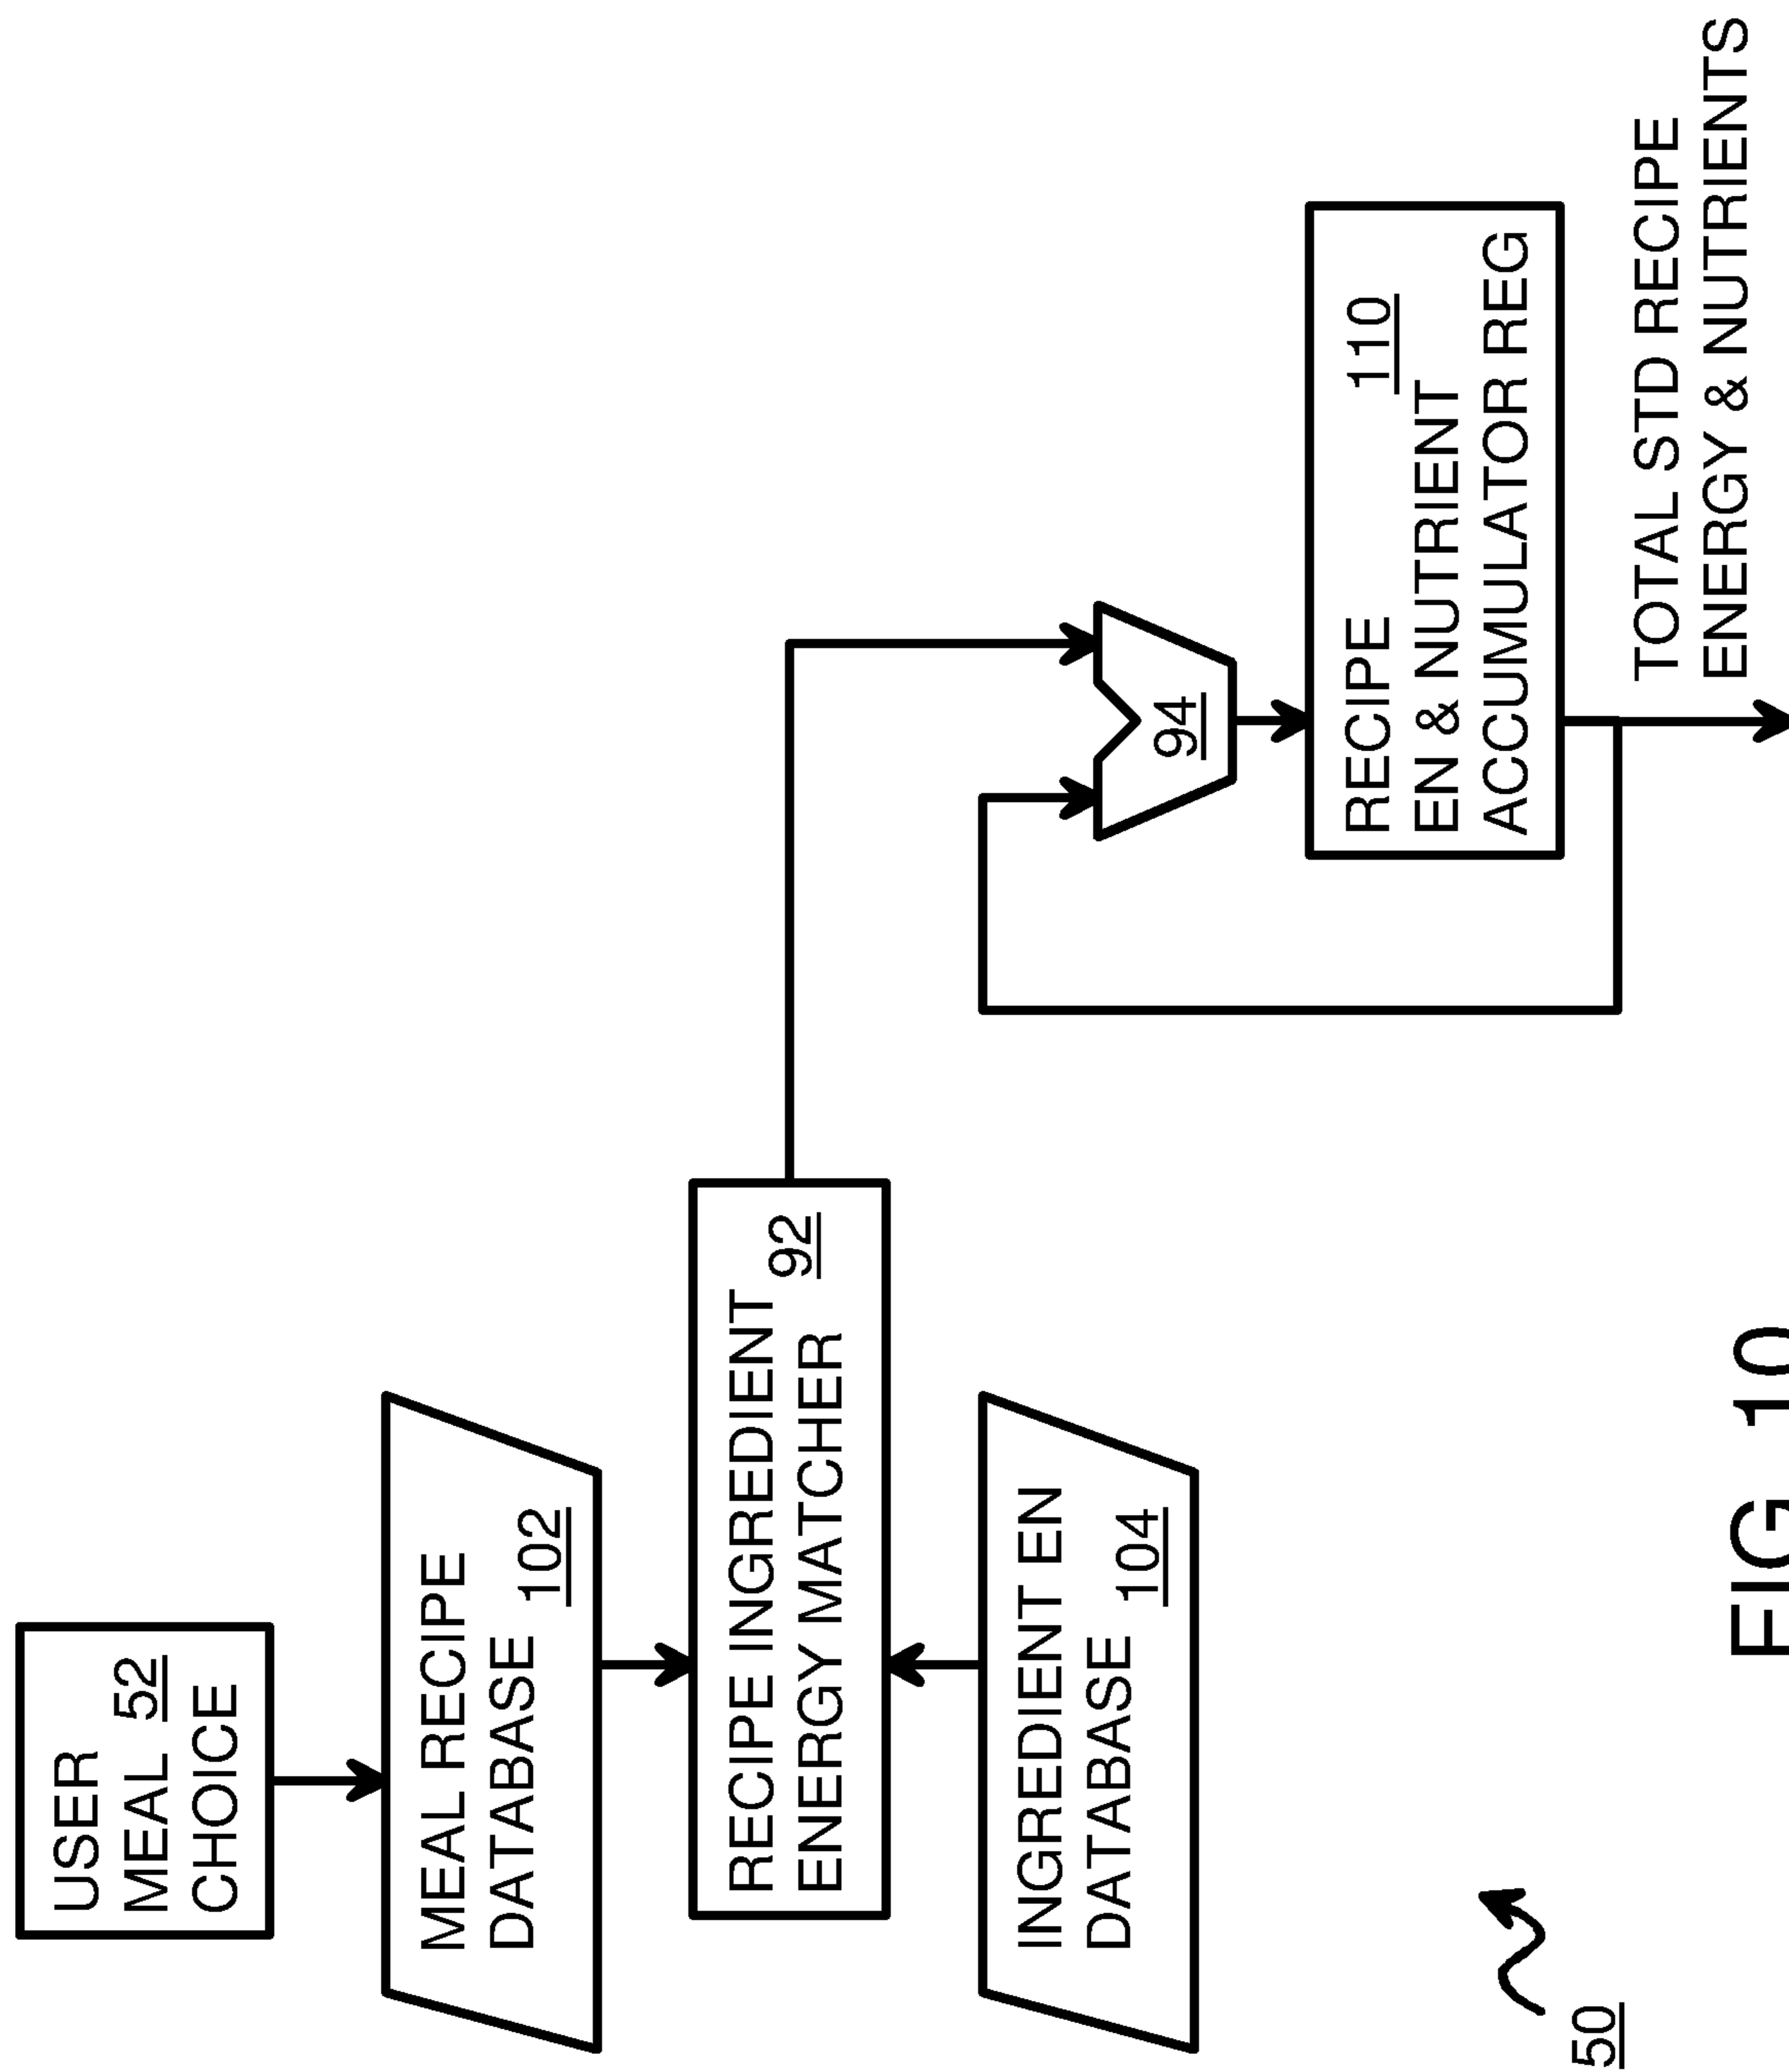 USER
MEAL 52
CHOICE
MEAL RECIPE
DATABASE 102
RECIPE INGREDIENT
ENERGY MATCHER 92
INGREDIENT EN
DATABASE 104
94
RECIPE 110
EN & NUTRIENT
ACCUMULATOR REG
TOTAL STD RECIPE
ENERGY & NUTRIENTS
50
FIG 10